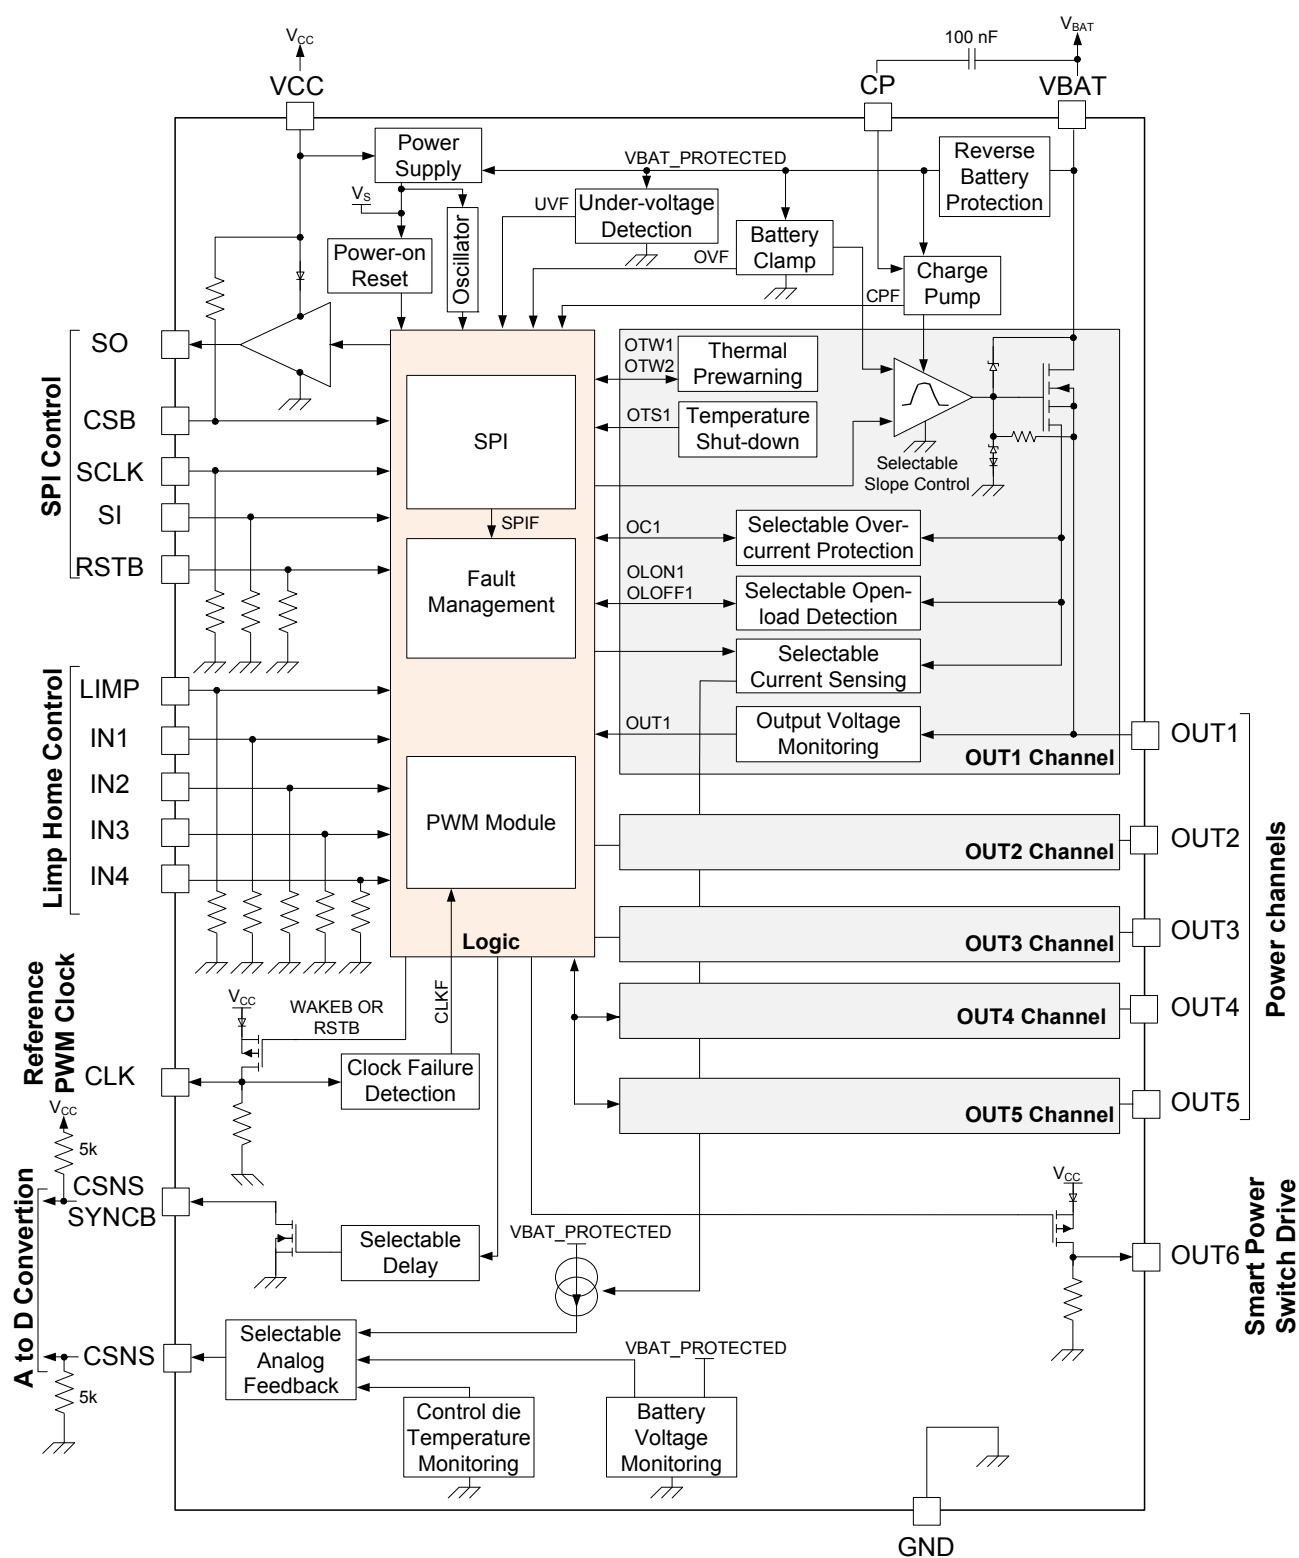 VCC
VBAT
100 nF
VCC
CP
VBAT
Power
Supply
VBAT_PROTECTED
Reverse
Battery
Protection
VS
UVF
Under-voltage
Detection
Oscillator
Battery
Clamp
Power-on
Reset
OVF
Charge
Pump
CPF
SPI Control
SO
CSB
SCLK
SI
RSTB
OTW1
OTW2
Thermal
Prewarning
OTS1
Temperature
Shut-down
SPI
Selectable
Slope Control
SPIF
OC1
Selectable Over-
current Protection
Fault
Management
OLON1
OLOFF1
Selectable Open-
load Detection
Selectable
Current Sensing
OUT1
Output Voltage
Monitoring
OUT1 Channel
OUT1
Limp Home Control
LIMP
IN1
IN2
IN3
IN4
PWM Module
Logic
OUT2 Channel
OUT2
OUT3 Channel
OUT3
OUT4 Channel
OUT4
OUT5 Channel
OUT5
Power channels
Reference
PWM Clock
VCC
WAKEB OR
RSTB
CLKF
CLK
Clock Failure
Detection
VCC
5k
A to D Convertion
CSNS
SYNCB
Selectable
Delay
VBAT_PROTECTED
VCC
OUT6
Smart Power
Switch Drive
CSNS
5k
Selectable
Analog
Feedback
VBAT_PROTECTED
Control die
Temperature
Monitoring
Battery
Voltage
Monitoring
GND